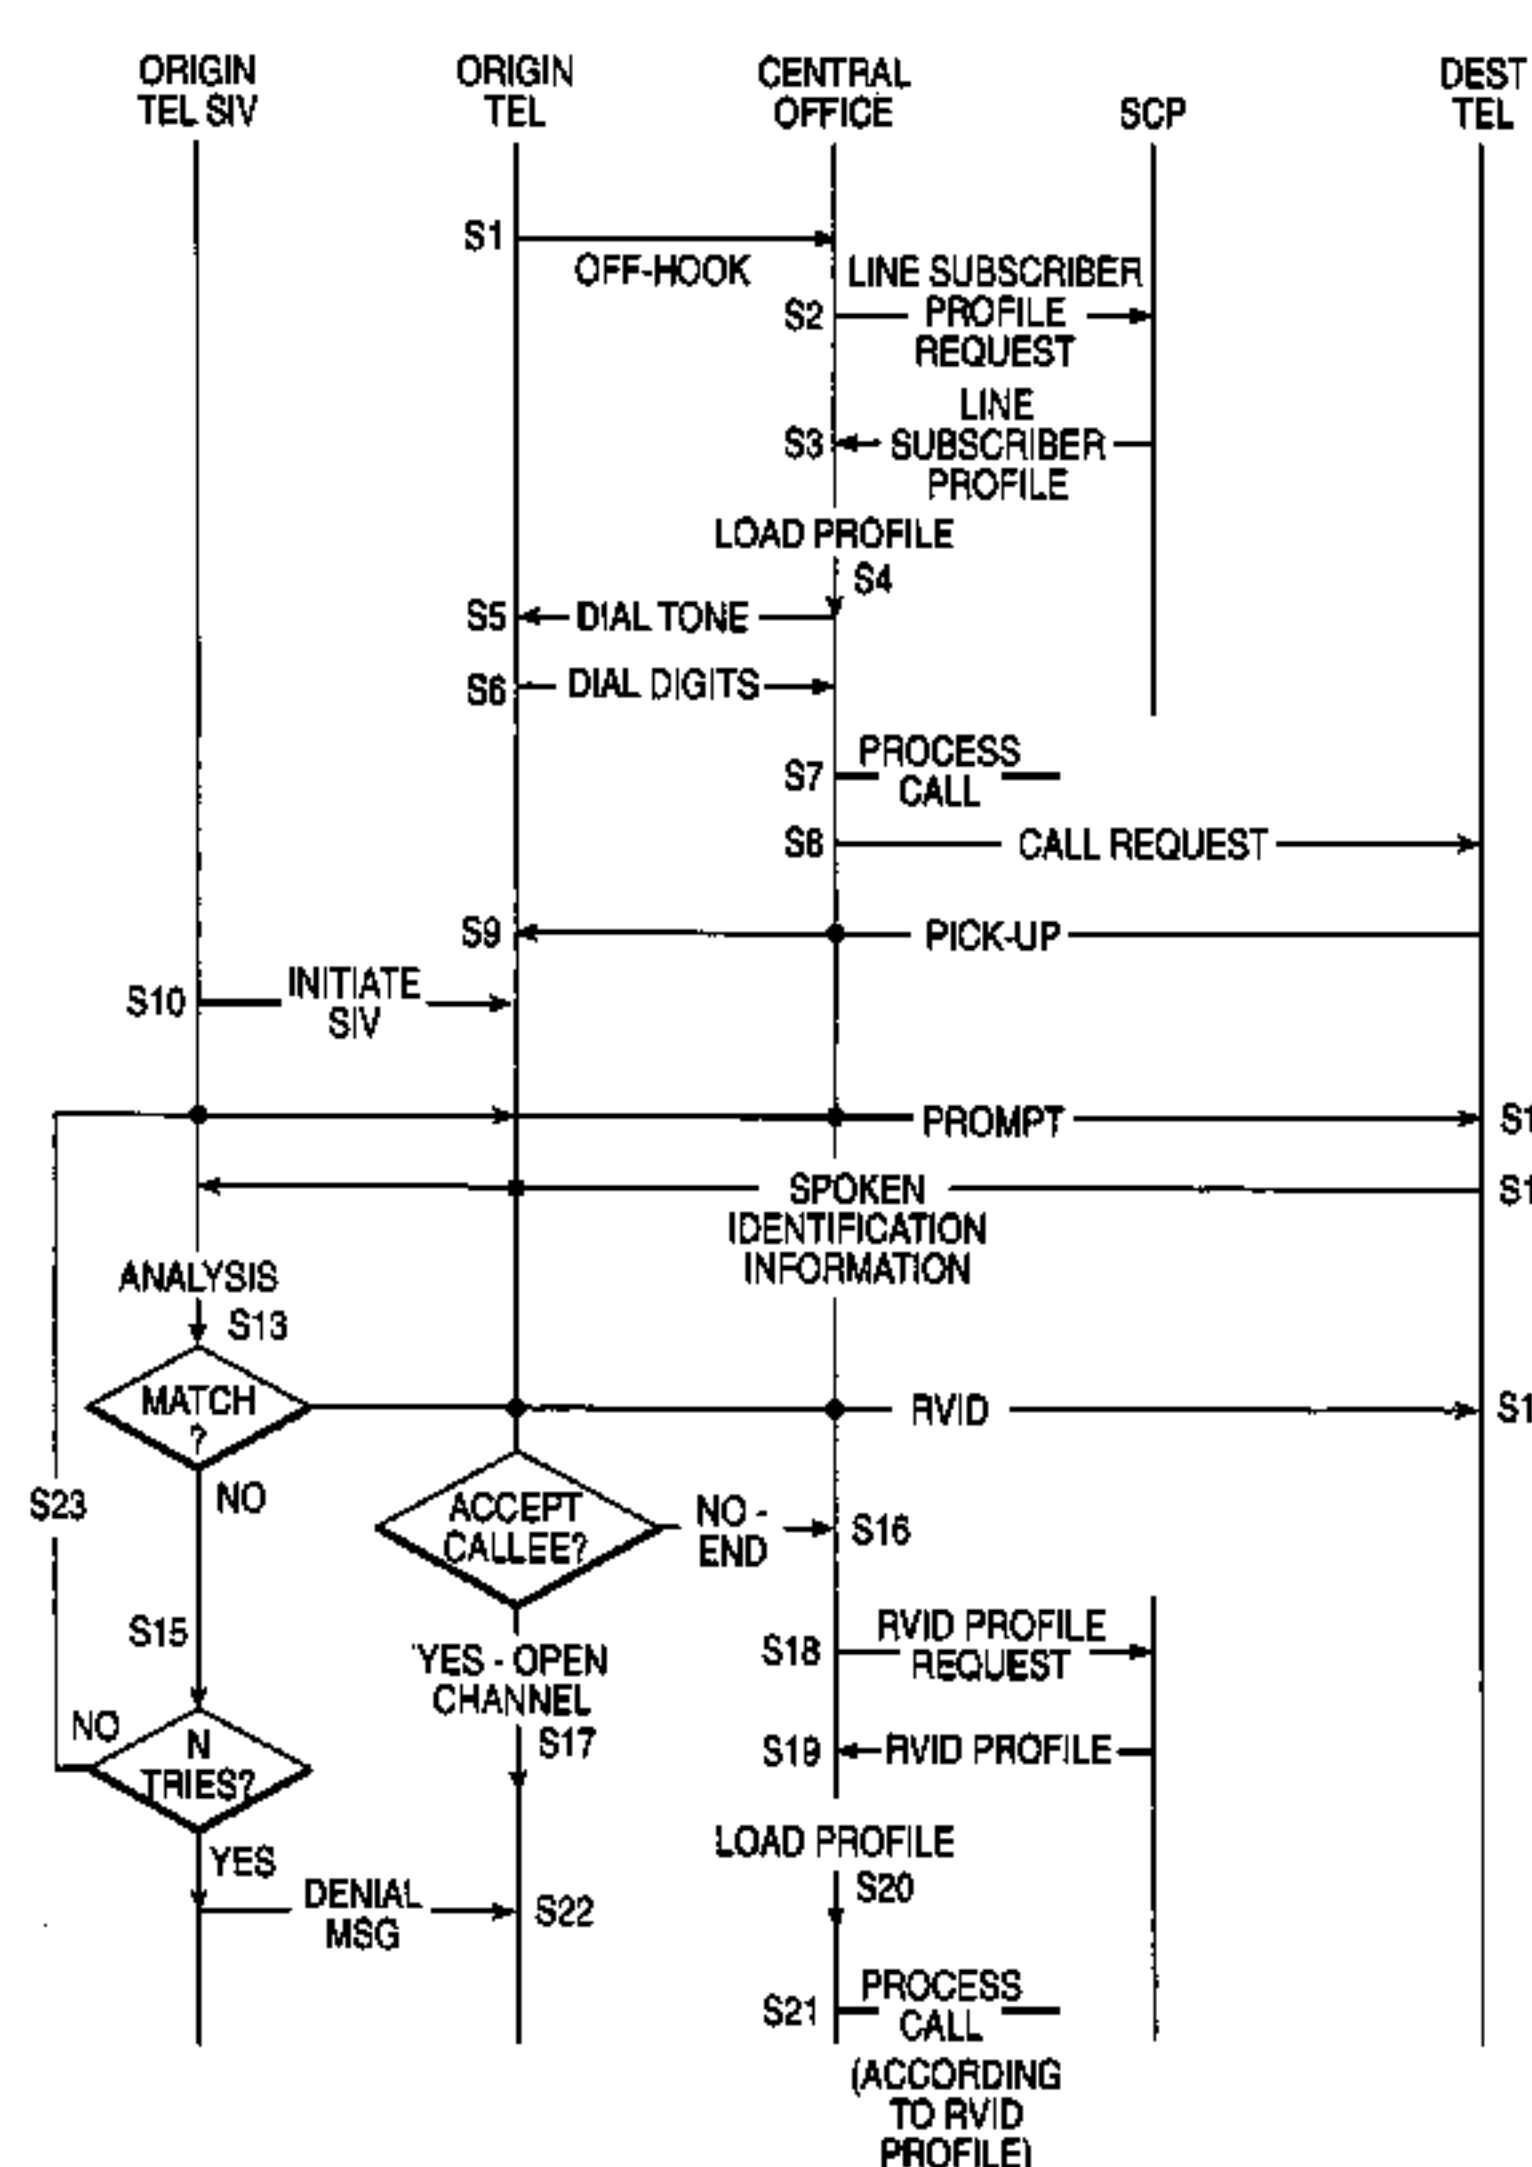 ORIGIN
TEL SIV
ORIGIN
TEL
CENTRAL
OFFICE
SCP
DEST
TEL
S1
OFF-HOOK
LINE SUBSCRIBER
S2
PROFILE
REQUEST
LINE
S3
SUBSCRIBER
PROFILE
LOAD PROFILE
S4
S5
DIAL TONE
S6
DIAL DIGITS
S7
PROCESS
CALL
S8
CALL REQUEST
S9
PICK-UP
S10
INITIATE
SIV
PROMPT
S1
SPOKEN
IDENTIFICATION
INFORMATION
S1
ANALYSIS
S13
MATCH
?
RVID
S1
NO
S23
ACCEPT
CALLEE?
NO -
END
S16
S15
YES - OPEN
CHANNEL
S17
S18
RVID PROFILE
REQUEST
NO
N
TRIES?
S19
RVID PROFILE
YES
LOAD PROFILE
S20
DENIAL
MSG
S22
S21
PROCESS
CALL
(ACCORDING
TO RVID
PROFILE)